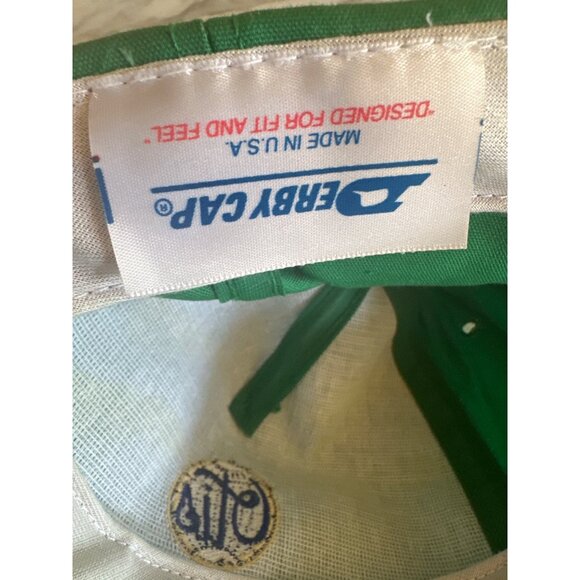 DERBY CAP®
MADE IN U.S.A.
"DESIGNED FOR FIT AND FEEL"